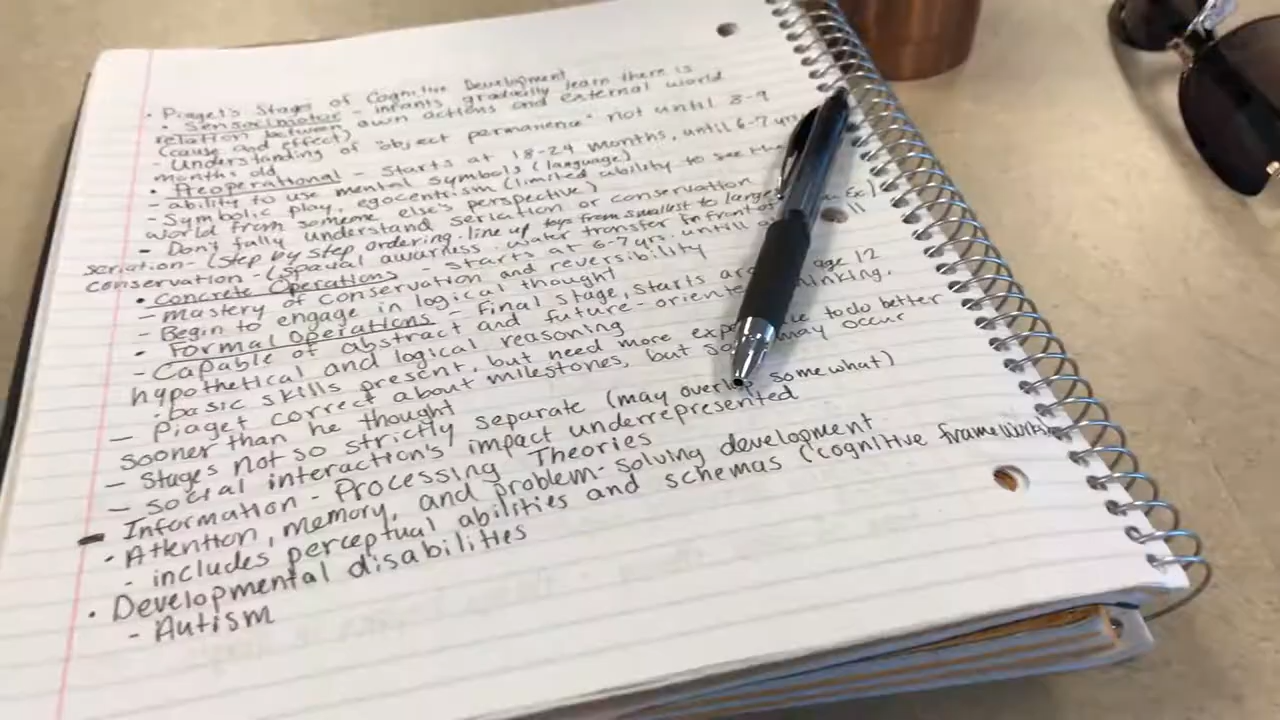 • Piaget's Stages of Cognitive Development
• Sensorimotor - infants gradually learn there is
relation between own actions and external world
(cause and effect)
- Understanding of "object permanence" not until 8-9
months old
• Preoperational - Starts at 18-24 months, until 6-7 yrs
- ability to use mental symbols, (language)
- Symbolic play, egocentrism (limited ability to see the
world from someone else's perspective)
- Don't fully understand seriation or conservation
seriation - (step by step ordering. line up toys from smallest to largest
conservation - (spacial awarness. water transfer in front of Ex)
• Concrete Operations - Starts at 6-7 yrs. untill 11
- mastery of conservation and reversibility
- Begin to engage in logical thought
• Formal Operations - Final stage, starts age 12
- Capable of abstract and future-oriented thinking,
hypothetical and logical reasoning
• basic skills present, but need more to do better
- Piaget correct about milestones, but may occur
sooner than he thought
- Stages not so strictly separate (may overlap somewhat)
- social interaction's impact underrepresented
- Information-Processing Theories
• Attention, memory, and problem-solving development
- includes perceptual abilities and schemas (cognitive frameworks
• Developmental disabilities
- Autism